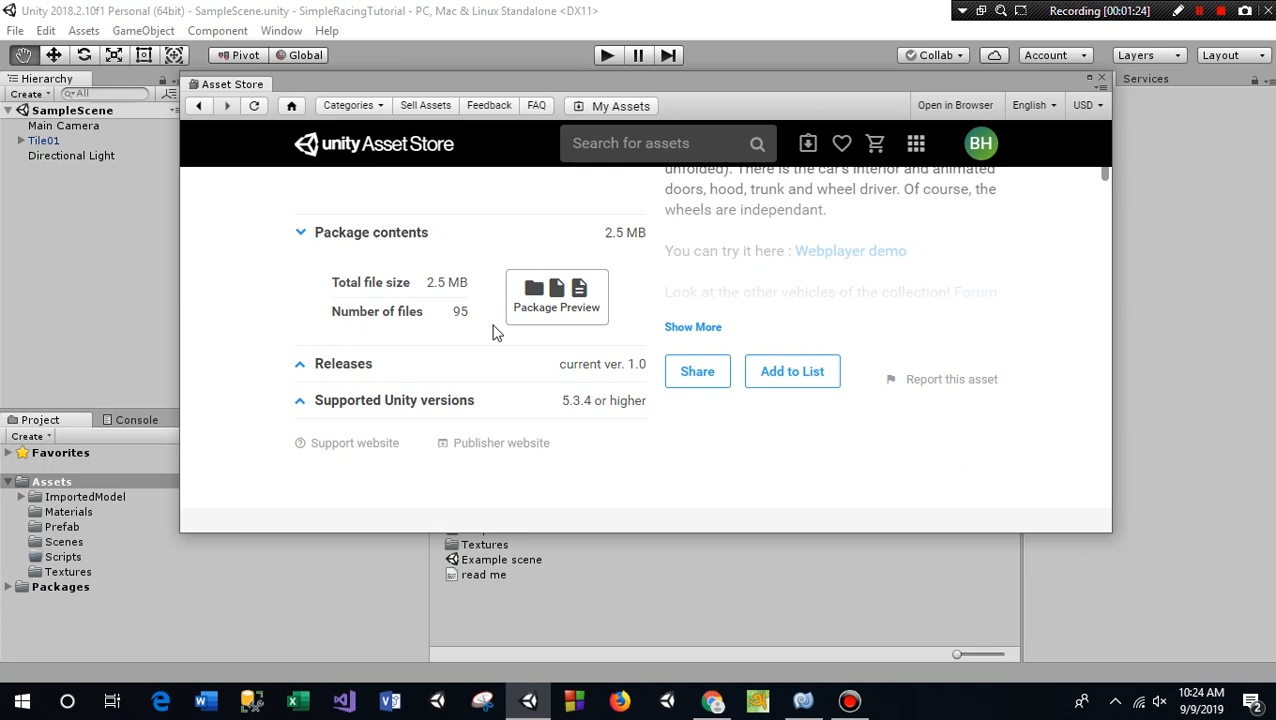 Unity 2018.2.10f1 Personal (64bit) - SampleScene.unity - SimpleRacingTutorial - PC, Mac & Linux Standalone <DX11>
Recording [00:01:24]
File Edit Assets GameObject Component Window Help
Pivot Global Collab Account Layers Layout
Hierarchy Asset Store Services
Create All
Categories Sell Assets Feedback FAQ My Assets Open in Browser English USD
SampleScene
Main Camera
Tile01
Directional Light
unity Asset Store Search for assets BH
unfolded). There is the car's interior and animated
doors, hood, trunk and wheel driver. Of course, the
wheels are independant.
You can try it here : Webplayer demo
Look at the other vehicles of the collection! Forum
Show More
Share Add to List Report this asset
Package contents 2.5 MB
Total file size 2.5 MB
Number of files 95
Package Preview
Releases current ver. 1.0
Supported Unity versions 5.3.4 or higher
Support website Publisher website
Project Console
Create
Favorites
Assets
ImportedModel
Materials
Prefab
Scenes
Scripts
Textures
Packages
Textures
Example scene
read me
10:24 AM
9/9/2019
2